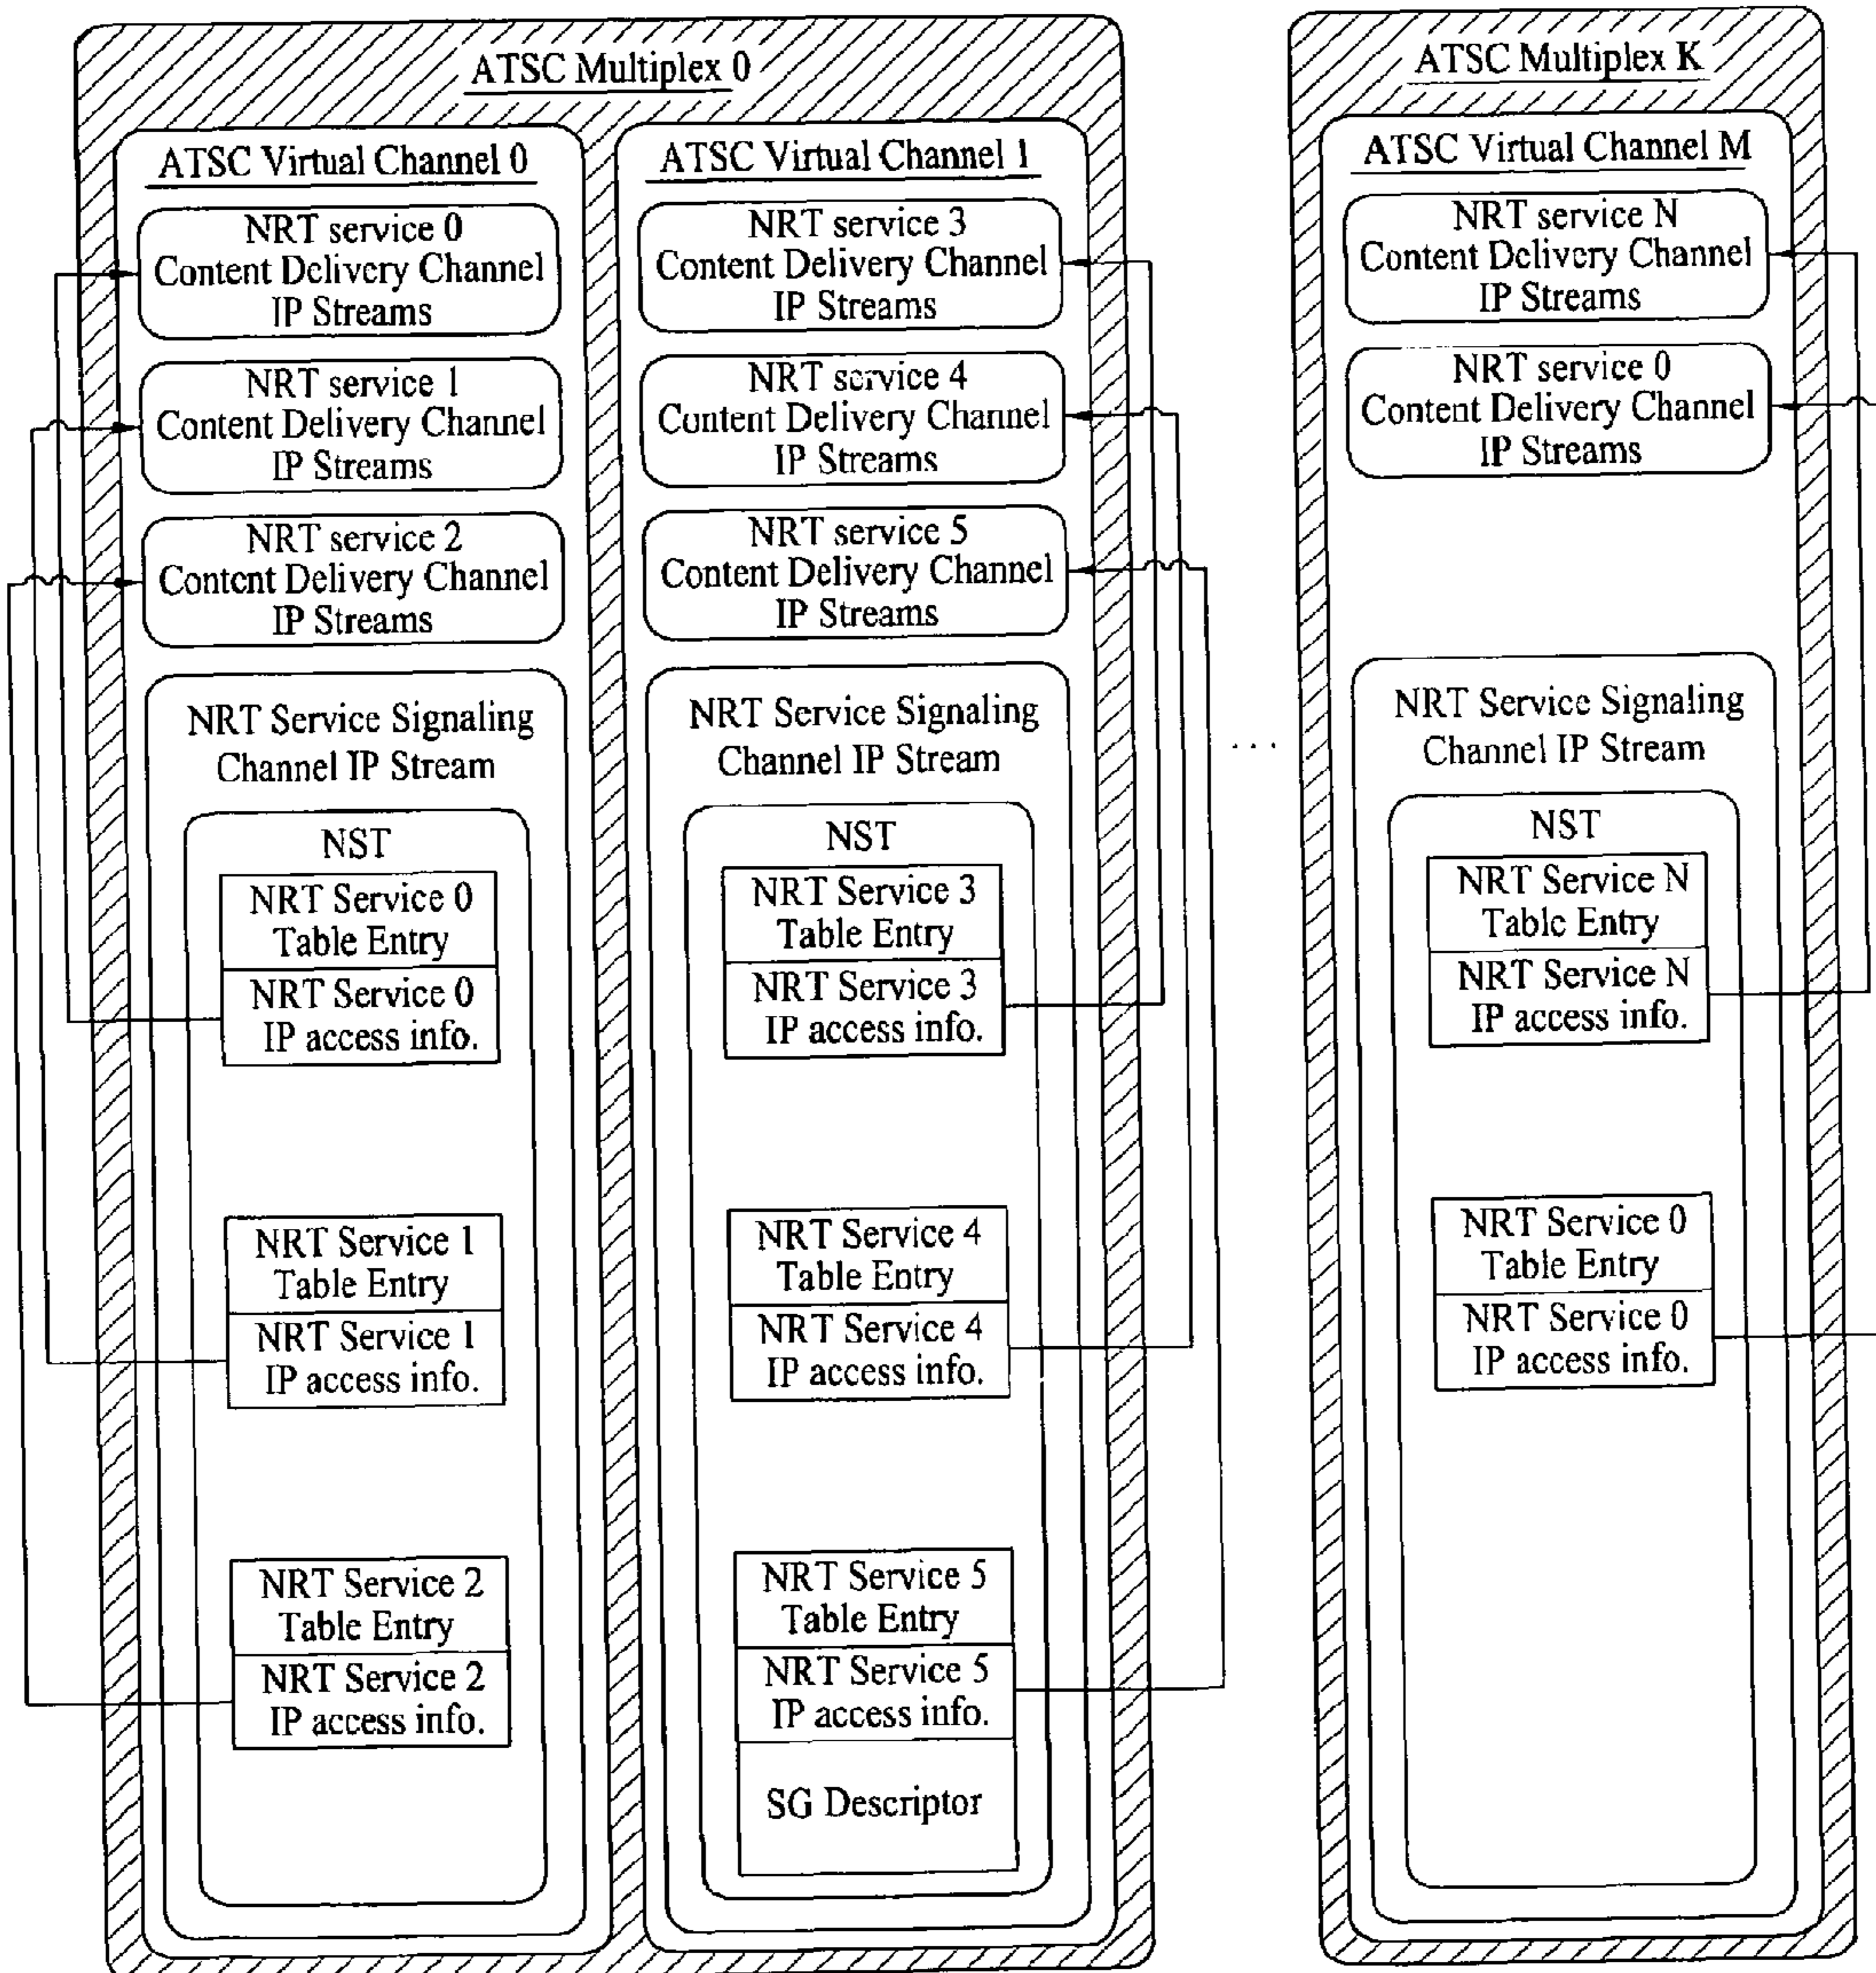 ATSC Multiplex 0
ATSC Virtual Channel 0
NRT service 0
Content Delivery Channel
IP Streams
NRT service 1
Content Delivery Channel
IP Streams
NRT service 2
Content Delivery Channel
IP Streams
NRT Service Signaling
Channel IP Stream
NST
NRT Service 0
Table Entry
NRT Service 0
IP access info.
NRT Service 1
Table Entry
NRT Service 1
IP access info.
NRT Service 2
Table Entry
NRT Service 2
IP access info.
ATSC Virtual Channel 1
NRT service 3
Content Delivery Channel
IP Streams
NRT service 4
Content Delivery Channel
IP Streams
NRT service 5
Content Delivery Channel
IP Streams
NRT Service Signaling
Channel IP Stream
NST
NRT Service 3
Table Entry
NRT Service 3
IP access info.
NRT Service 4
Table Entry
NRT Service 4
IP access info.
NRT Service 5
Table Entry
NRT Service 5
IP access info.
SG Descriptor
...
ATSC Multiplex K
ATSC Virtual Channel M
NRT service N
Content Delivery Channel
IP Streams
NRT service 0
Content Delivery Channel
IP Streams
NRT Service Signaling
Channel IP Stream
NST
NRT Service N
Table Entry
NRT Service N
IP access info.
NRT Service 0
Table Entry
NRT Service 0
IP access info.